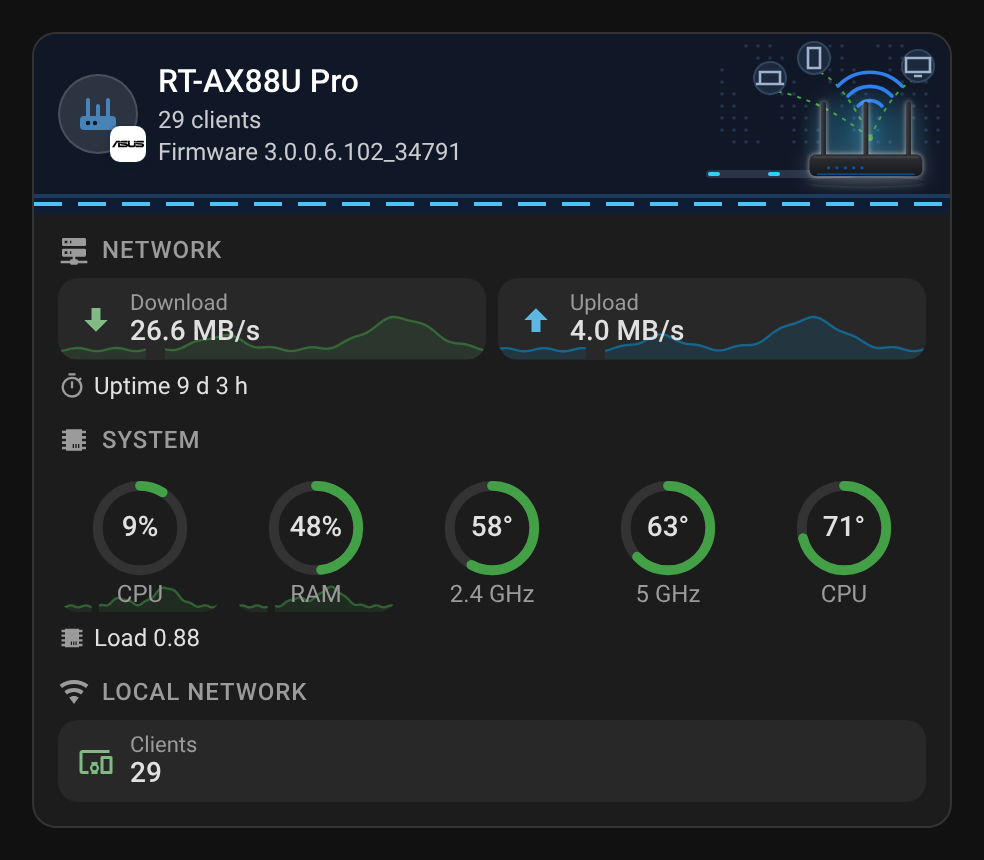 RT-AX88U Pro
29 clients
ASUS
Firmware 3.0.0.6.102_34791
NETWORK
Download
26.6 MB/s
Upload
4.0 MB/s
Uptime 9 d 3 h
SYSTEM
9%
48%
58°
63°
71°
CPU
RAM
2.4 GHz
5 GHz
CPU
Load 0.88
LOCAL NETWORK
Clients
29